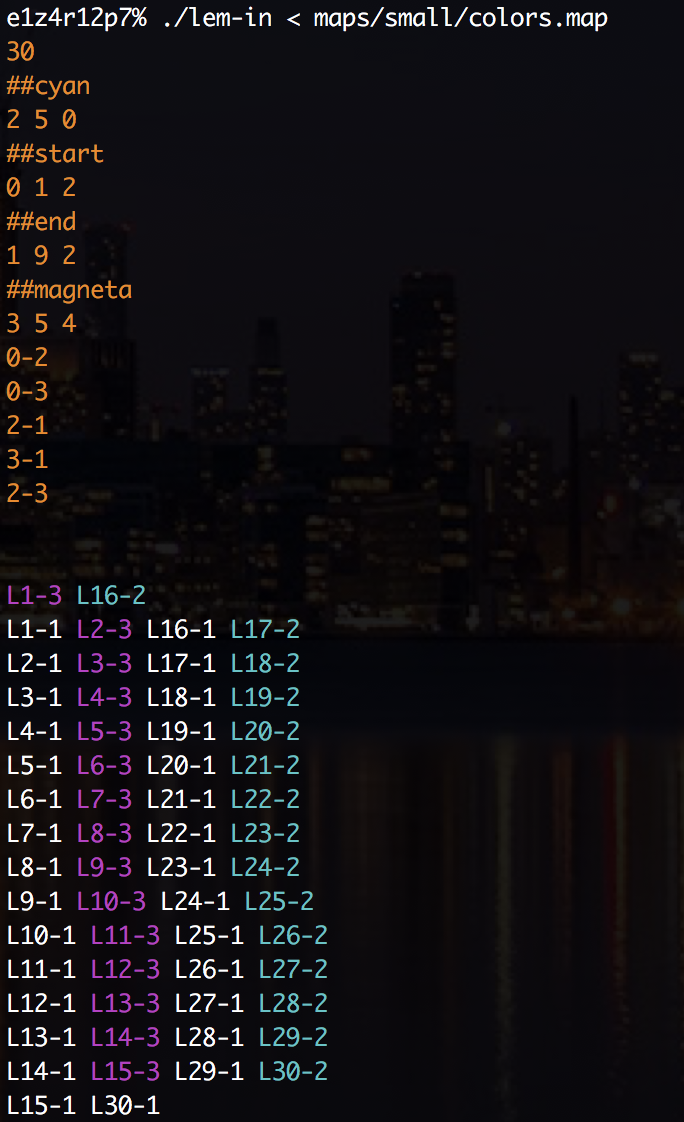 e1z4r12p7% ./lem-in < maps/small/colors.map
30
##cyan
2 5 0
##start
0 1 2
##end
1 9 2
##magneta
3 5 4
0-2
0-3
2-1
3-1
2-3
L1-3 L16-2
L1-1 L2-3 L16-1 L17-2
L2-1 L3-3 L17-1 L18-2
L3-1 L4-3 L18-1 L19-2
L4-1 L5-3 L19-1 L20-2
L5-1 L6-3 L20-1 L21-2
L6-1 L7-3 L21-1 L22-2
L7-1 L8-3 L22-1 L23-2
L8-1 L9-3 L23-1 L24-2
L9-1 L10-3 L24-1 L25-2
L10-1 L11-3 L25-1 L26-2
L11-1 L12-3 L26-1 L27-2
L12-1 L13-3 L27-1 L28-2
L13-1 L14-3 L28-1 L29-2
L14-1 L15-3 L29-1 L30-2
L15-1 L30-1